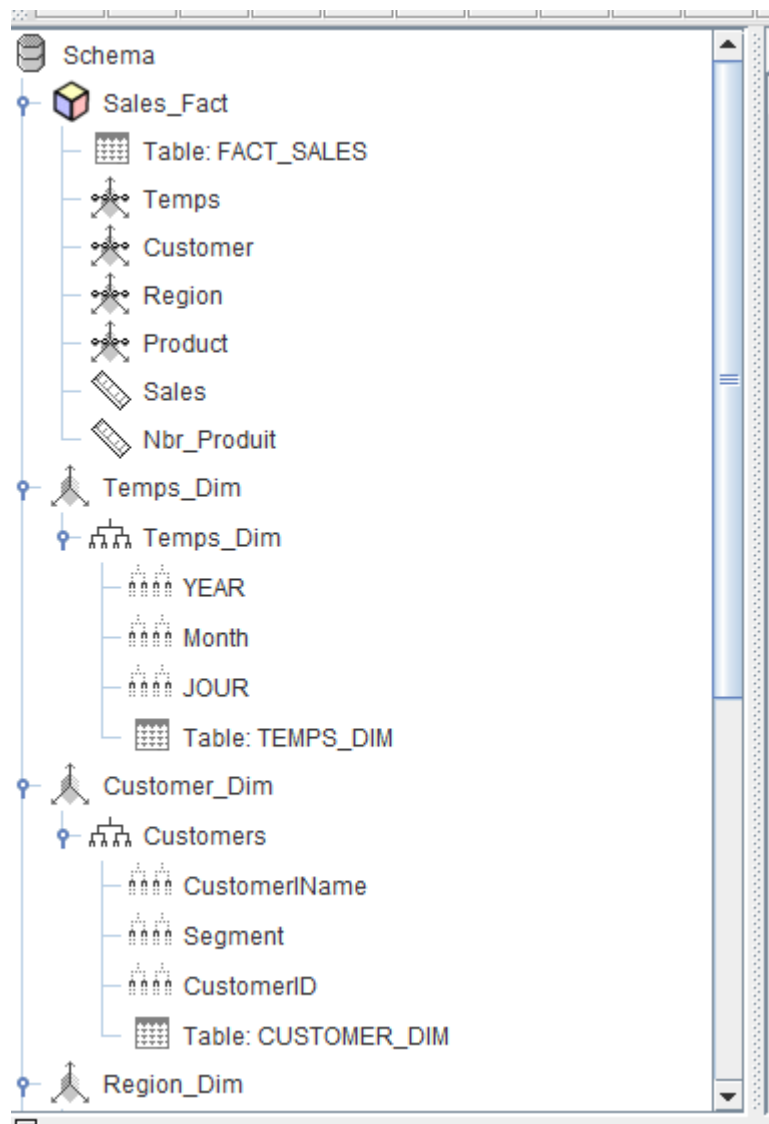 Schema
Sales_Fact
Table: FACT_SALES
Temps
Customer
Region
Product
Sales
Nbr_Produit
Temps_Dim
Temps_Dim
YEAR
Month
JOUR
Table: TEMPS_DIM
Customer_Dim
Customers
CustomerlName
Segment
CustomerID
Table: CUSTOMER_DIM
Region_Dim